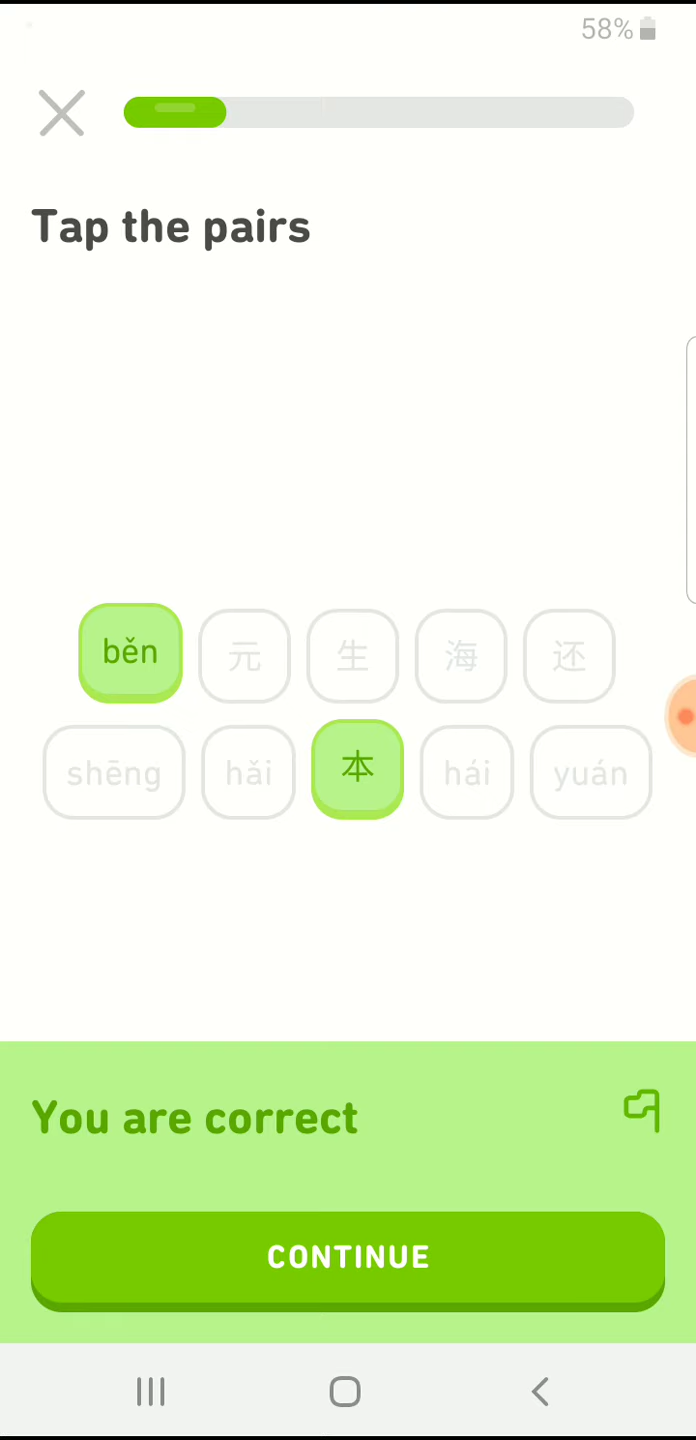 58%
Tap the pairs
běn 元 生 海 还
shēng hǎi 本 hái yuán
You are correct
CONTINUE